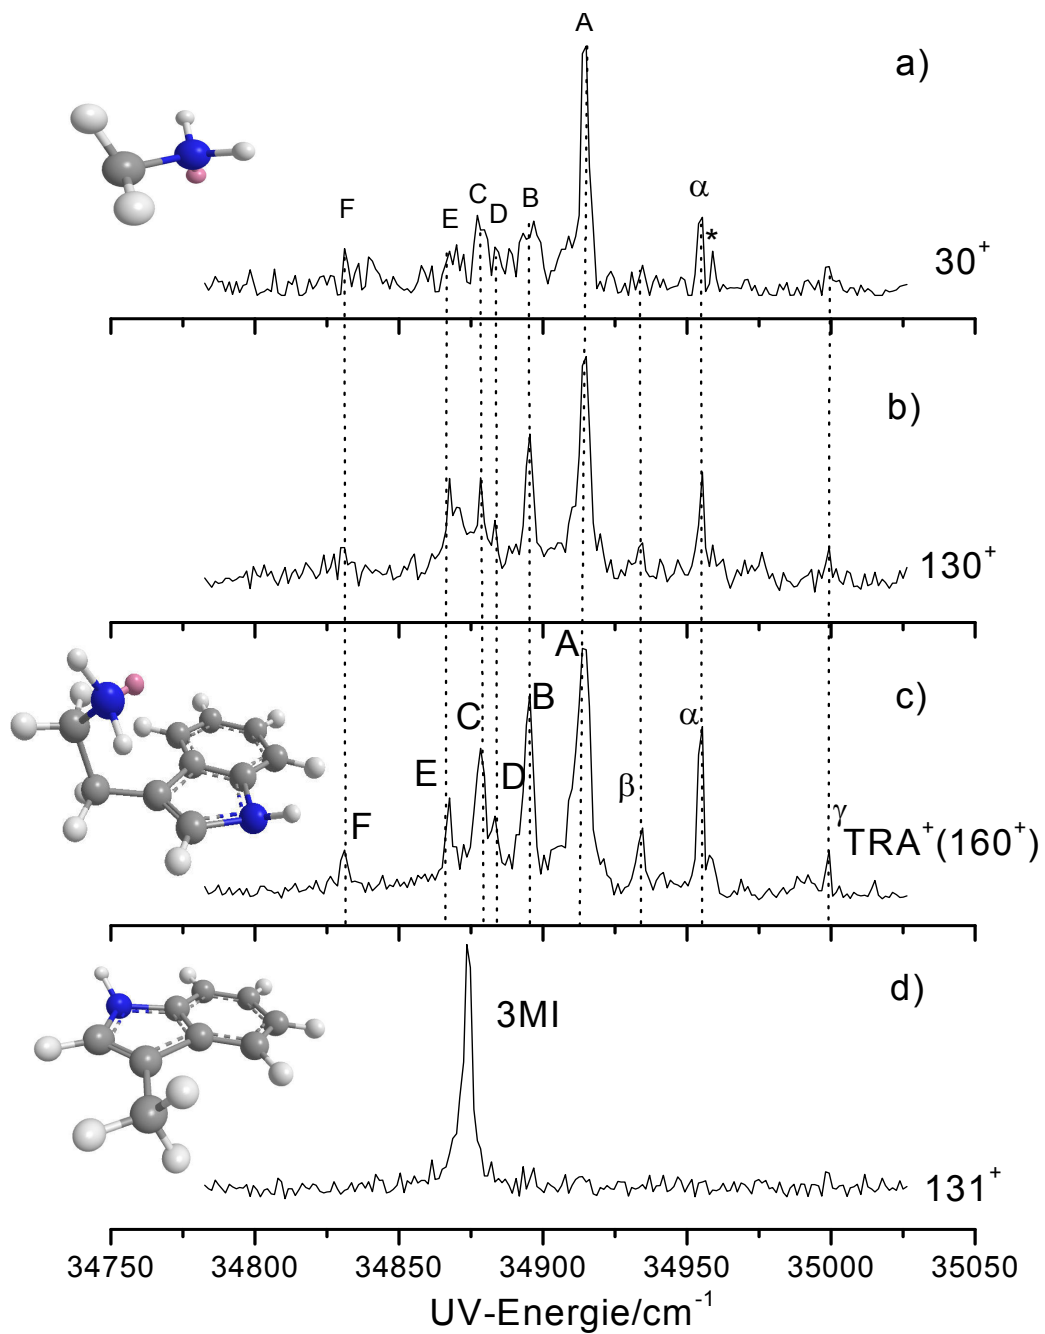 A
a)
α
*
F
E
C
D
B
30⁺
b)
130⁺
A
c)
B
C
α
E
D
β
γ
F
TRA⁺(160⁺)
d)
3MI
131⁺
34750 34800 34850 34900 34950 35000 35050
UV-Energie/cm⁻¹